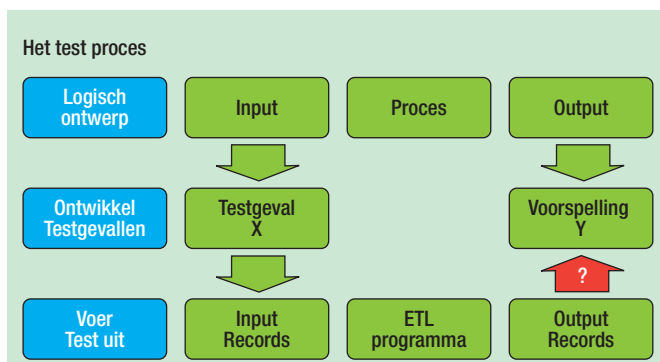 Het test proces
Logisch
ontwerp
Input
Proces
Output
Ontwikkel
Testgevallen
Testgeval
X
Voorspelling
Y
?
Voer
Test uit
Input
Records
ETL
programma
Output
Records